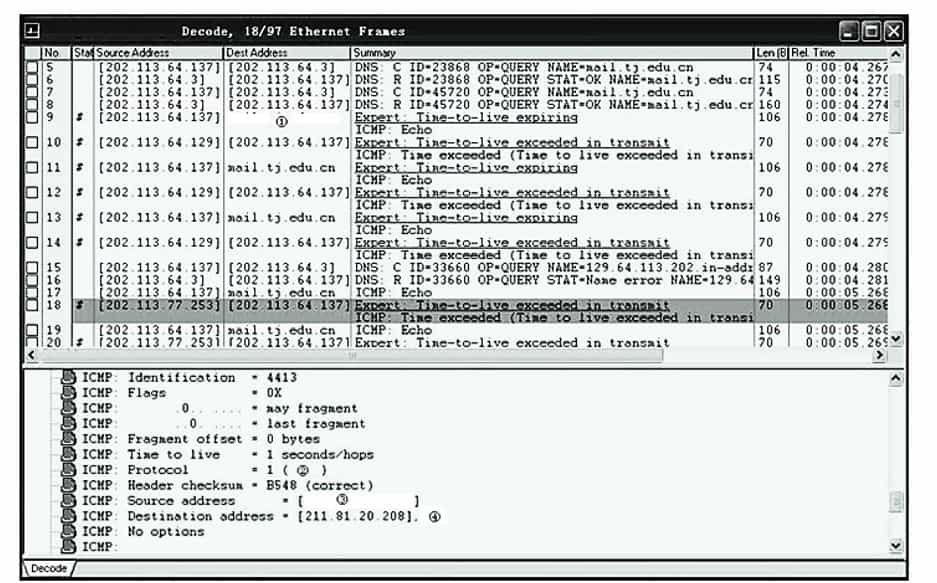 Decode, 18/97 Ethernet Frames
No. Stat Source Address Dest Address Summary Len (B Rel. Time
5 [202.113.64.137] [202.113.64.3] DNS: C ID=23868 OP=QUERY NAME=mail.tj.edu.cn 74 0:00:04.267
6 [202.113.64.3] [202.113.64.137] DNS: R ID=23868 OP=QUERY STAT=OK NAME=mail.tj.edu.cr 115 0:00:04.270
7 [202.113.64.137] [202.113.64.3] DNS: C ID=45720 OP=QUERY NAME=mail.tj.edu.cn 74 0:00:04.273
8 [202.113.64.3] [202.113.64.137] DNS: R ID=45720 OP=QUERY STAT=OK NAME=mail.tj.edu.cr 160 0:00:04.274
9 # [202.113.64.137] ① Expert: Time-to-live expiring 106 0:00:04.278
ICMP: Echo
10 # [202.113.64.129] [202.113.64.137] Expert: Time-to-live exceeded in transmit 70 0:00:04.278
ICMP: Time exceeded (Time to live exceeded in transi
11 # [202.113.64.137] mail.tj.edu.cn Expert: Time-to-live expiring 106 0:00:04.278
ICMP: Echo
12 # [202.113.64.129] [202.113.64.137] Expert: Time-to-live exceeded in transmit 70 0:00:04.278
ICMP: Time exceeded (Time to live exceeded in transi
13 # [202.113.64.137] mail.tj.edu.cn Expert: Time-to-live expiring 106 0:00:04.279
ICMP: Echo
14 # [202.113.64.129] [202.113.64.137] Expert: Time-to-live exceeded in transmit 70 0:00:04.279
ICMP: Time exceeded (Time to live exceeded in transi
15 [202.113.64.137] [202.113.64.3] DNS: C ID=33660 OP=QUERY NAME=129.64.113.202.in-addr 87 0:00:04.280
16 [202.113.64.3] [202.113.64.137] DNS: R ID=33660 OP=QUERY STAT=Name error NAME=129.64 149 0:00:04.281
17 [202.113.64.137] mail.tj.edu.cn ICMP: Echo 106 0:00:05.268
18 # [202.113.77.253] [202.113.64.137] Expert: Time-to-live exceeded in transmit 70 0:00:05.268
ICMP: Time exceeded (Time to live exceeded in transi
19 [202.113.64.137] mail.tj.edu.cn ICMP: Echo 106 0:00:05.268
20 # [202.113.77.253] [202.113.64.137] Expert: Time-to-live exceeded in transmit 70 0:00:05.269
ICMP: Identification = 4413
ICMP: Flags = 0X
ICMP: .0.. .... = may fragment
ICMP: ..0. .... = last fragment
ICMP: Fragment offset = 0 bytes
ICMP: Time to live = 1 seconds/hops
ICMP: Protocol = 1 ( ② )
ICMP: Header checksum = B548 (correct)
ICMP: Source address = [ ③ ]
ICMP: Destination address = [211.81.20.208]. ④
ICMP: No options
ICMP:
Decode